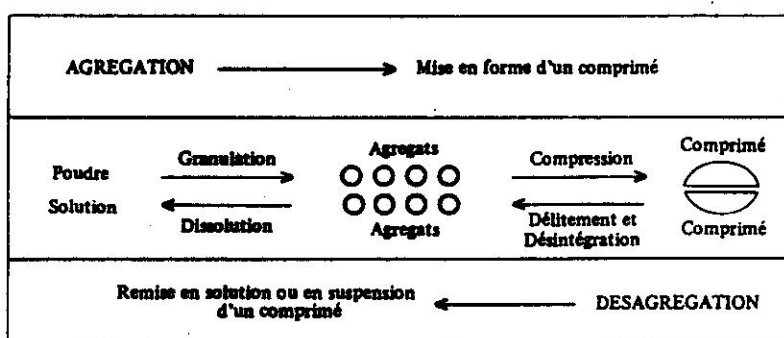 AGREGATION Mise en forme d'un comprimé
Poudre Granulation Agregats Compression Comprimé
Solution Dissolution Agregats Délitement et
Désintégration Comprimé
Remise en solution ou en suspension
d'un comprimé DESAGREGATION